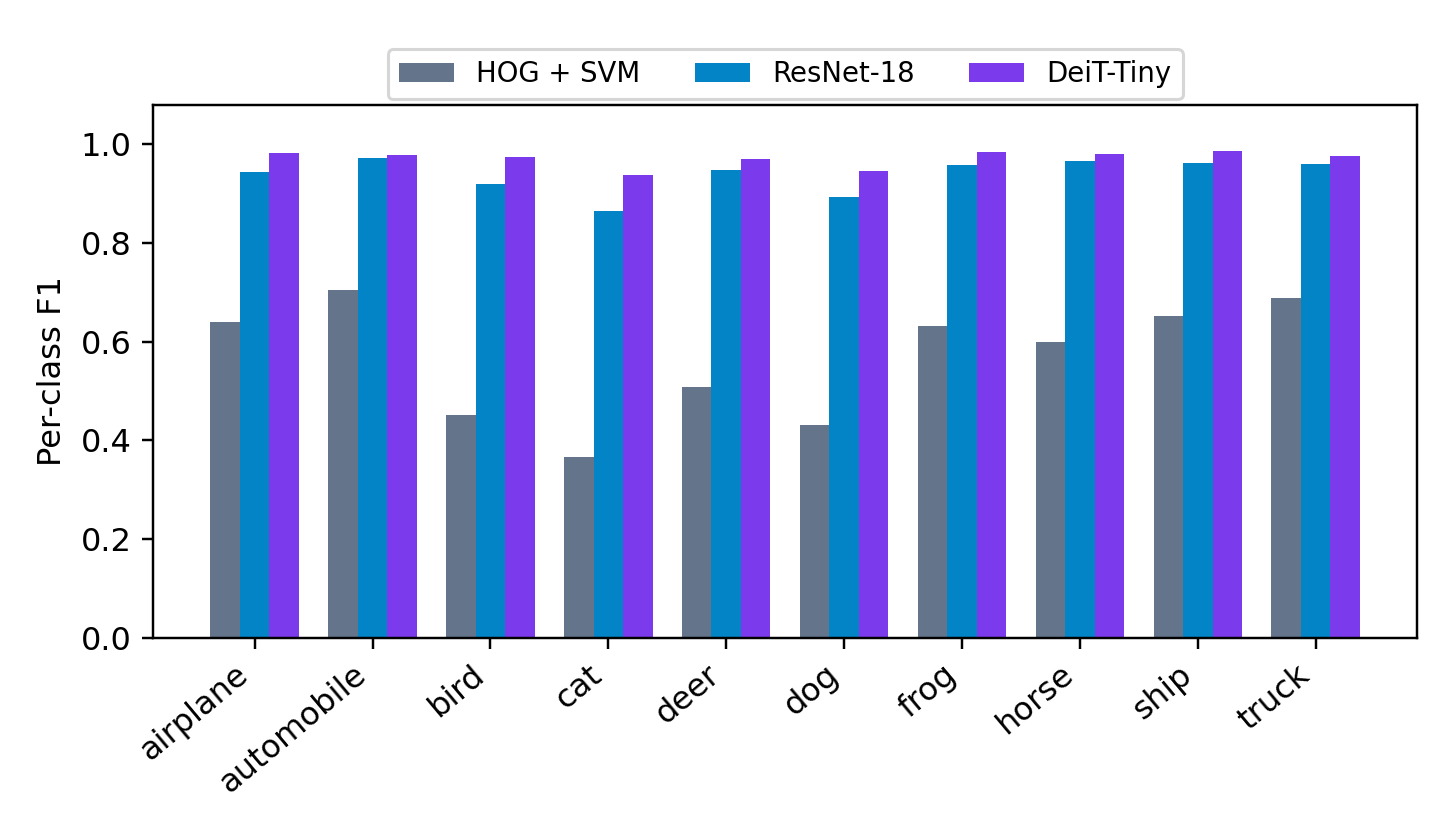 HOG + SVM ResNet-18 DeiT-Tiny
Per-class F1
1.0
0.8
0.6
0.4
0.2
0.0
airplane automobile bird cat deer dog frog horse ship truck